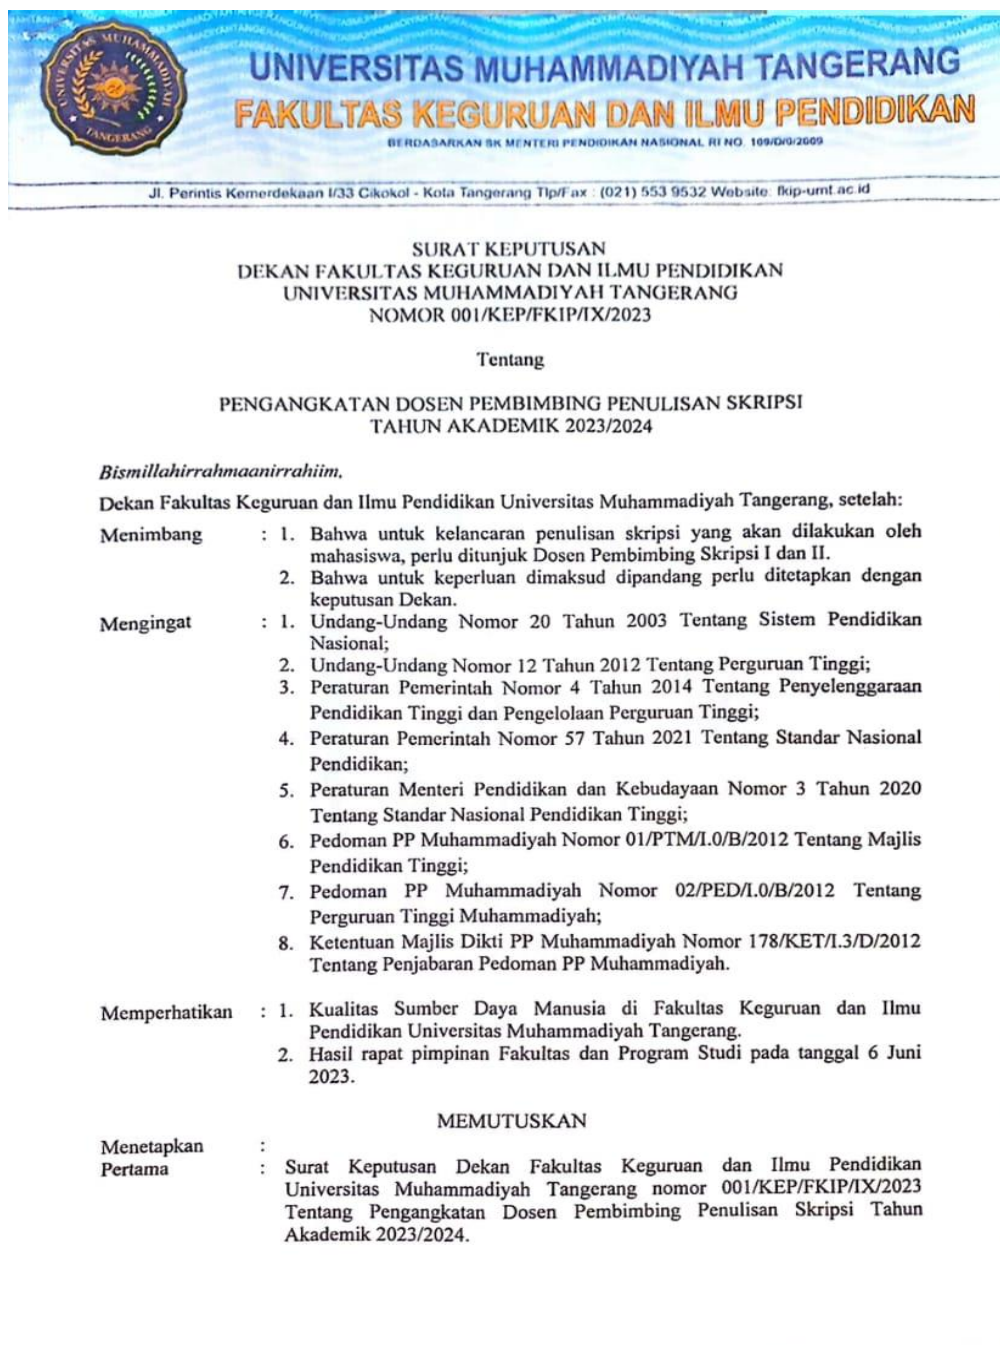 UNIVERSITAS MUHAMMADIYAH TANGERANG
FAKULTAS KEGURUAN DAN ILMU PENDIDIKAN
BERDASARKAN SK MENTERI PENDIDIKAN NASIONAL RI NO. 109/D/0/2009
Jl. Perintis Kemerdekaan I/33 Cikokol - Kota Tangerang Tlp/Fax : (021) 553 9532 Website: fkip-umt.ac.id
UNIVERSITAS MUHAMMADIYAH
TANGERANG
SURAT KEPUTUSAN
DEKAN FAKULTAS KEGURUAN DAN ILMU PENDIDIKAN
UNIVERSITAS MUHAMMADIYAH TANGERANG
NOMOR 001/KEP/FKIP/IX/2023
Tentang
PENGANGKATAN DOSEN PEMBIMBING PENULISAN SKRIPSI
TAHUN AKADEMIK 2023/2024
Bismillahirrahmaanirrahiim,
Dekan Fakultas Keguruan dan Ilmu Pendidikan Universitas Muhammadiyah Tangerang, setelah:
Menimbang : 1. Bahwa untuk kelancaran penulisan skripsi yang akan dilakukan oleh
mahasiswa, perlu ditunjuk Dosen Pembimbing Skripsi I dan II.
2. Bahwa untuk keperluan dimaksud dipandang perlu ditetapkan dengan
keputusan Dekan.
Mengingat : 1. Undang-Undang Nomor 20 Tahun 2003 Tentang Sistem Pendidikan
Nasional;
2. Undang-Undang Nomor 12 Tahun 2012 Tentang Perguruan Tinggi;
3. Peraturan Pemerintah Nomor 4 Tahun 2014 Tentang Penyelenggaraan
Pendidikan Tinggi dan Pengelolaan Perguruan Tinggi;
4. Peraturan Pemerintah Nomor 57 Tahun 2021 Tentang Standar Nasional
Pendidikan;
5. Peraturan Menteri Pendidikan dan Kebudayaan Nomor 3 Tahun 2020
Tentang Standar Nasional Pendidikan Tinggi;
6. Pedoman PP Muhammadiyah Nomor 01/PTM/I.0/B/2012 Tentang Majlis
Pendidikan Tinggi;
7. Pedoman PP Muhammadiyah Nomor 02/PED/I.0/B/2012 Tentang
Perguruan Tinggi Muhammadiyah;
8. Ketentuan Majlis Dikti PP Muhammadiyah Nomor 178/KET/I.3/D/2012
Tentang Penjabaran Pedoman PP Muhammadiyah.
Memperhatikan : 1. Kualitas Sumber Daya Manusia di Fakultas Keguruan dan Ilmu
Pendidikan Universitas Muhammadiyah Tangerang.
2. Hasil rapat pimpinan Fakultas dan Program Studi pada tanggal 6 Juni
2023.
MEMUTUSKAN
Menetapkan :
Pertama : Surat Keputusan Dekan Fakultas Keguruan dan Ilmu Pendidikan
Universitas Muhammadiyah Tangerang nomor 001/KEP/FKIP/IX/2023
Tentang Pengangkatan Dosen Pembimbing Penulisan Skripsi Tahun
Akademik 2023/2024.